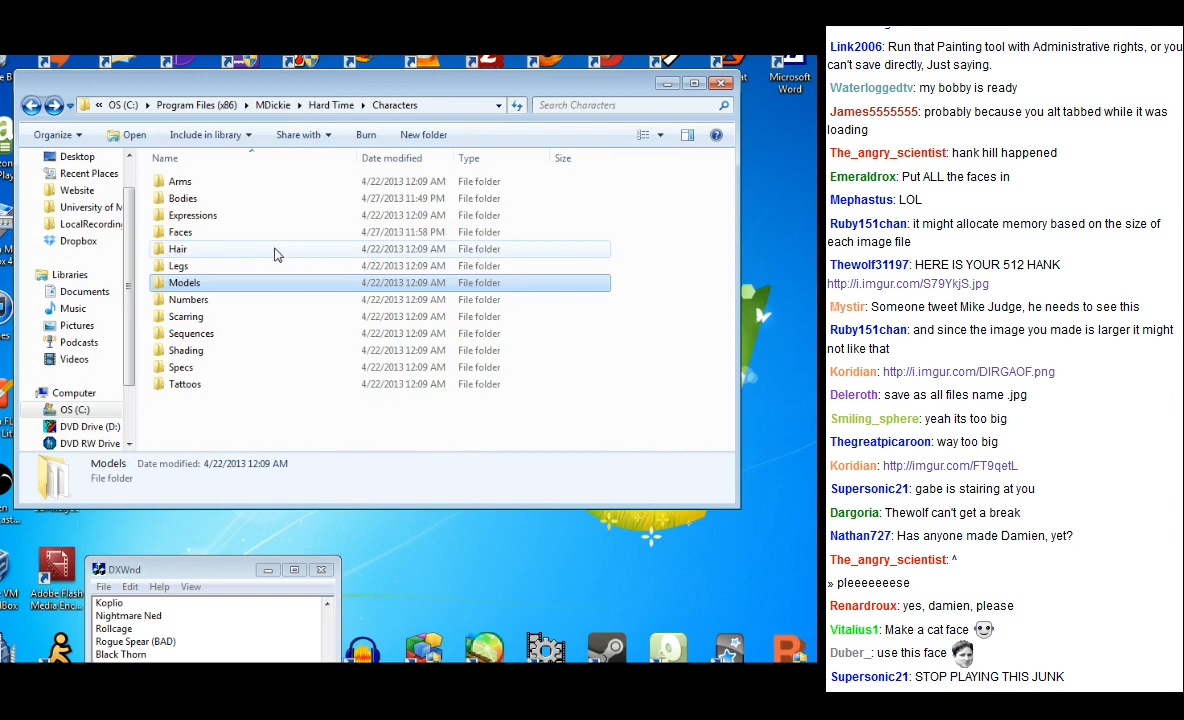 at
Microsoft
Word
« OS (C:) Program Files (x86) MDickie Hard Time Characters
Search Characters
Organize Open Include in library Share with Burn New folder
Desktop
Recent Places
Website
University of M
LocalRecording
Dropbox
Libraries
Documents
Music
Pictures
Podcasts
Videos
Computer
OS (C:)
DVD Drive (D:)
DVD RW Drive
Name Date modified Type Size
Arms 4/22/2013 12:09 AM File folder
Bodies 4/27/2013 11:49 PM File folder
Expressions 4/22/2013 12:09 AM File folder
Faces 4/27/2013 11:58 PM File folder
Hair 4/22/2013 12:09 AM File folder
Legs 4/22/2013 12:09 AM File folder
Models 4/22/2013 12:09 AM File folder
Numbers 4/22/2013 12:09 AM File folder
Scarring 4/22/2013 12:09 AM File folder
Sequences 4/22/2013 12:09 AM File folder
Shading 4/22/2013 12:09 AM File folder
Specs 4/22/2013 12:09 AM File folder
Tattoos 4/22/2013 12:09 AM File folder
Models Date modified: 4/22/2013 12:09 AM
File folder
Adobe Flash
Media Enc...
DXWnd
File Edit Help View
Koplio
Nightmare Ned
Rollcage
Rogue Spear (BAD)
Black Thorn
Link2006: Run that Painting tool with Administrative rights, or you
can't save directly, Just saying.
Waterloggedtv: my bobby is ready
James5555555: probably because you alt tabbed while it was
loading
The_angry_scientist: hank hill happened
Emeraldrox: Put ALL the faces in
Mephastus: LOL
Ruby151chan: it might allocate memory based on the size of
each image file
Thewolf31197: HERE IS YOUR 512 HANK
http://i.imgur.com/S79YkjS.jpg
Mystir: Someone tweet Mike Judge, he needs to see this
Ruby151chan: and since the image you made is larger it might
not like that
Koridian: http://i.imgur.com/DIRGAOF.png
Deleroth: save as all files name .jpg
Smiling_sphere: yeah its too big
Thegreatpicaroon: way too big
Koridian: http://imgur.com/FT9qetL
Supersonic21: gabe is stairing at you
Dargoria: Thewolf can't get a break
Nathan727: Has anyone made Damien, yet?
The_angry_scientist: ^
» pleeeeeeese
Renardroux: yes, damien, please
Vitalius1: Make a cat face
Duber_: use this face
Supersonic21: STOP PLAYING THIS JUNK